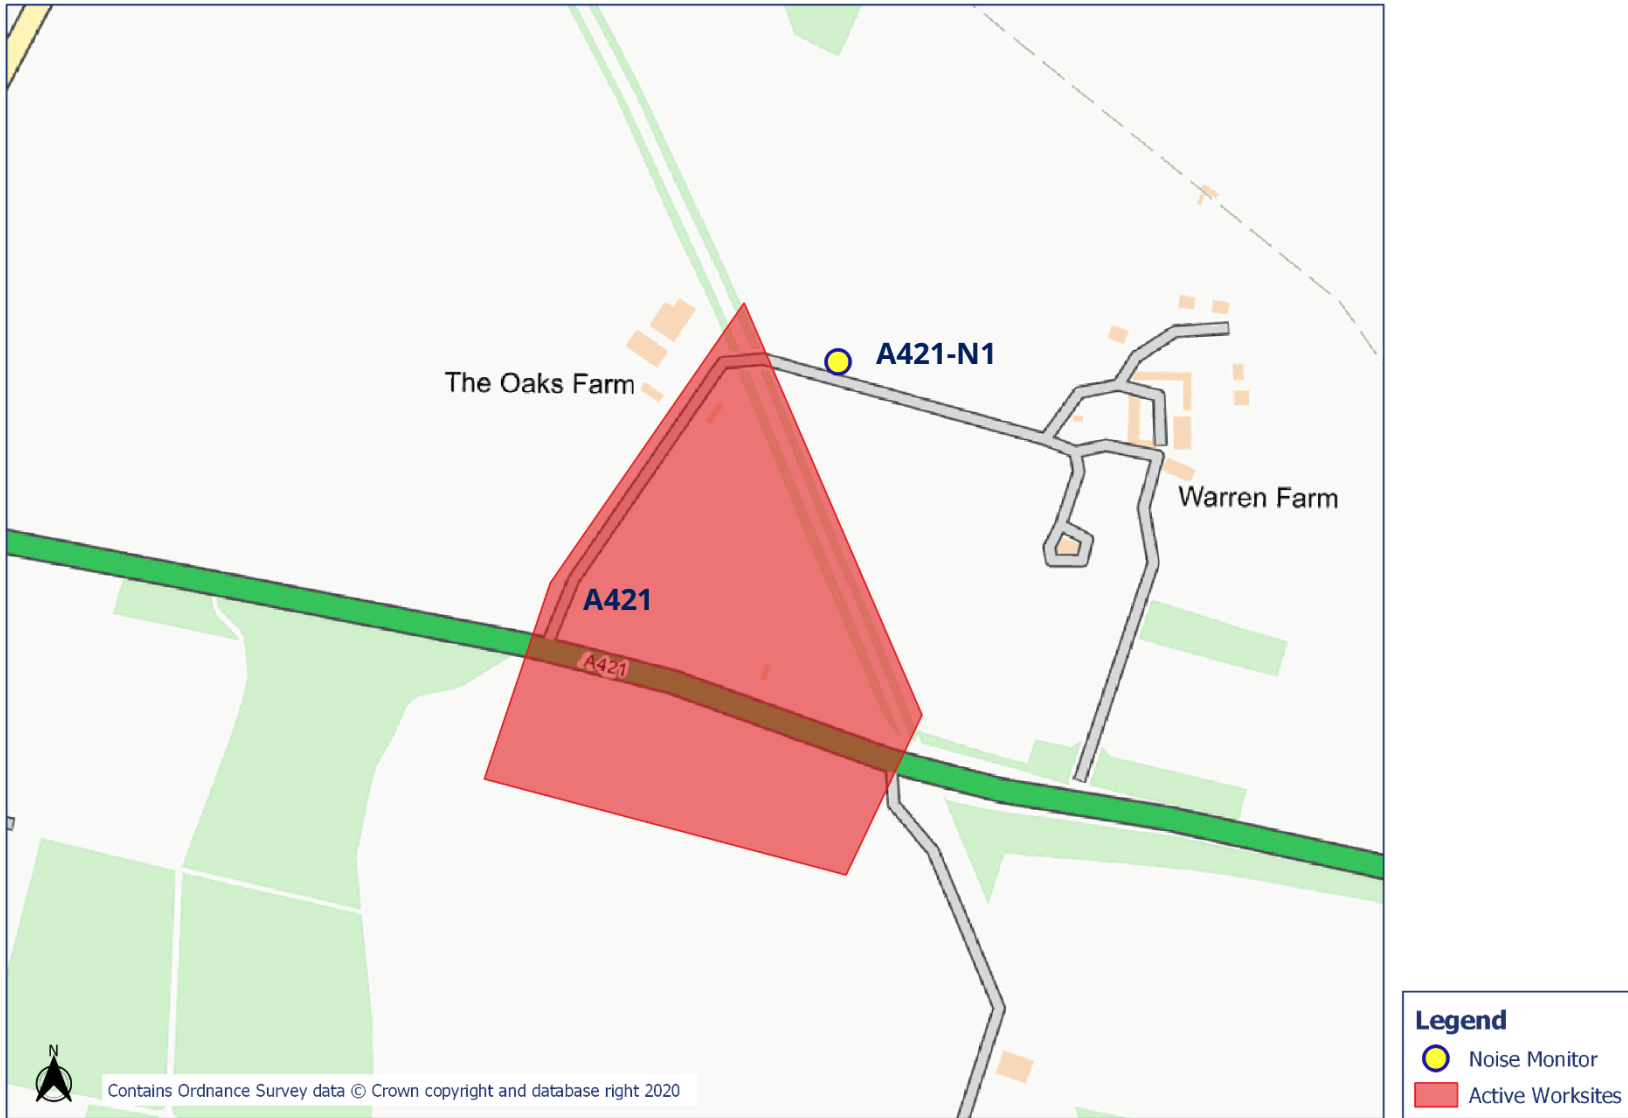 A421-N1
The Oaks Farm
Warren Farm
A421
A421
Legend
Noise Monitor
Active Worksites
N
Contains Ordnance Survey data © Crown copyright and database right 2020